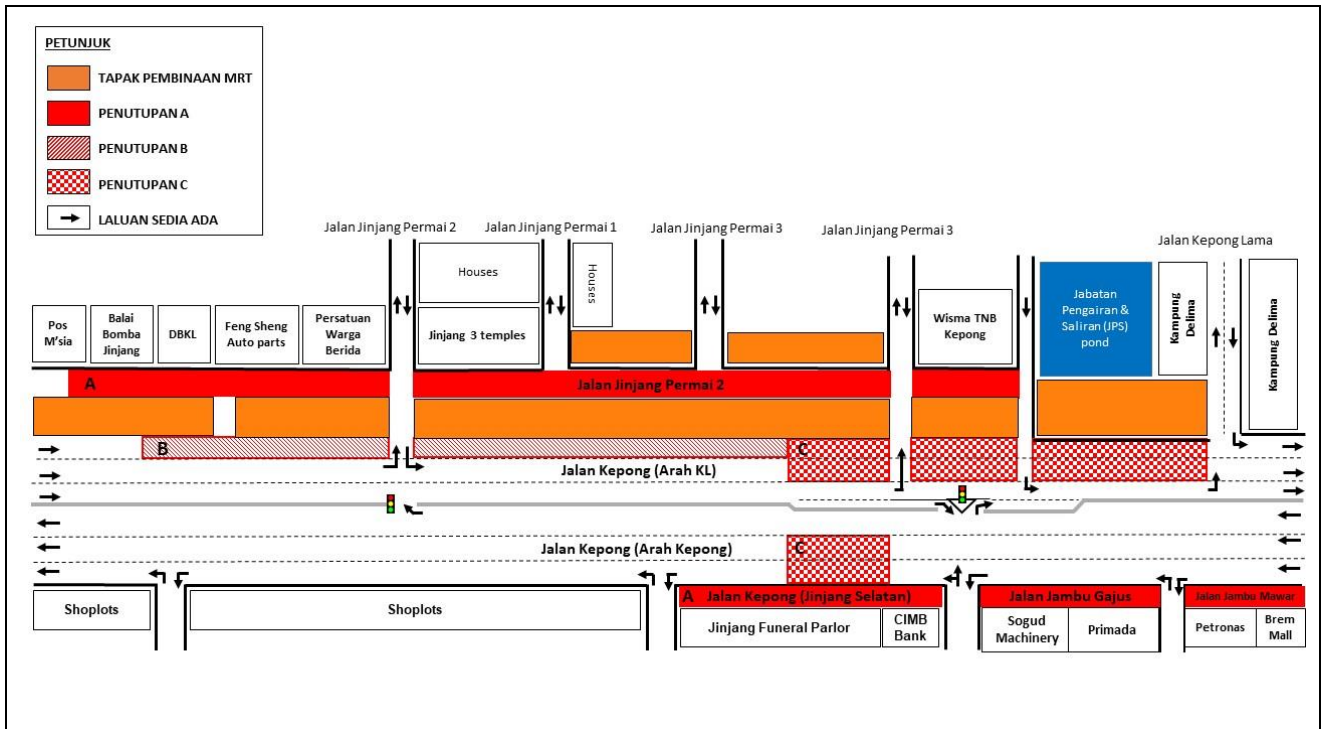 PETUNJUK
TAPAK PEMBINAAN MRT
PENUTUPAN A
PENUTUPAN B
PENUTUPAN C
LALUAN SEDIA ADA
Jalan Jinjang Permai 2
Jalan Jinjang Permai 1
Jalan Jinjang Permai 3
Jalan Jinjang Permai 3
Jalan Kepong Lama
Houses
Houses
Pos
M'sia
Balai
Bomba
Jinjang
DBKL
Feng Sheng
Auto parts
Persatuan
Warga
Berida
Jinjang 3 temples
Wisma TNB
Kepong
Jabatan
Pengairan &
Saliran (JPS)
pond
Kampung
Delima
Kampung Delima
A
Jalan Jinjang Permai 2
B
C
Jalan Kepong (Arah KL)
Jalan Kepong (Arah Kepong)
C
Shoplots
Shoplots
A
Jalan Kepong (Jinjang Selatan)
Jinjang Funeral Parlor
CIMB
Bank
Jalan Jambu Gajus
Sogud
Machinery
Primada
Jalan Jambu Mawar
Petronas
Brem
Mall